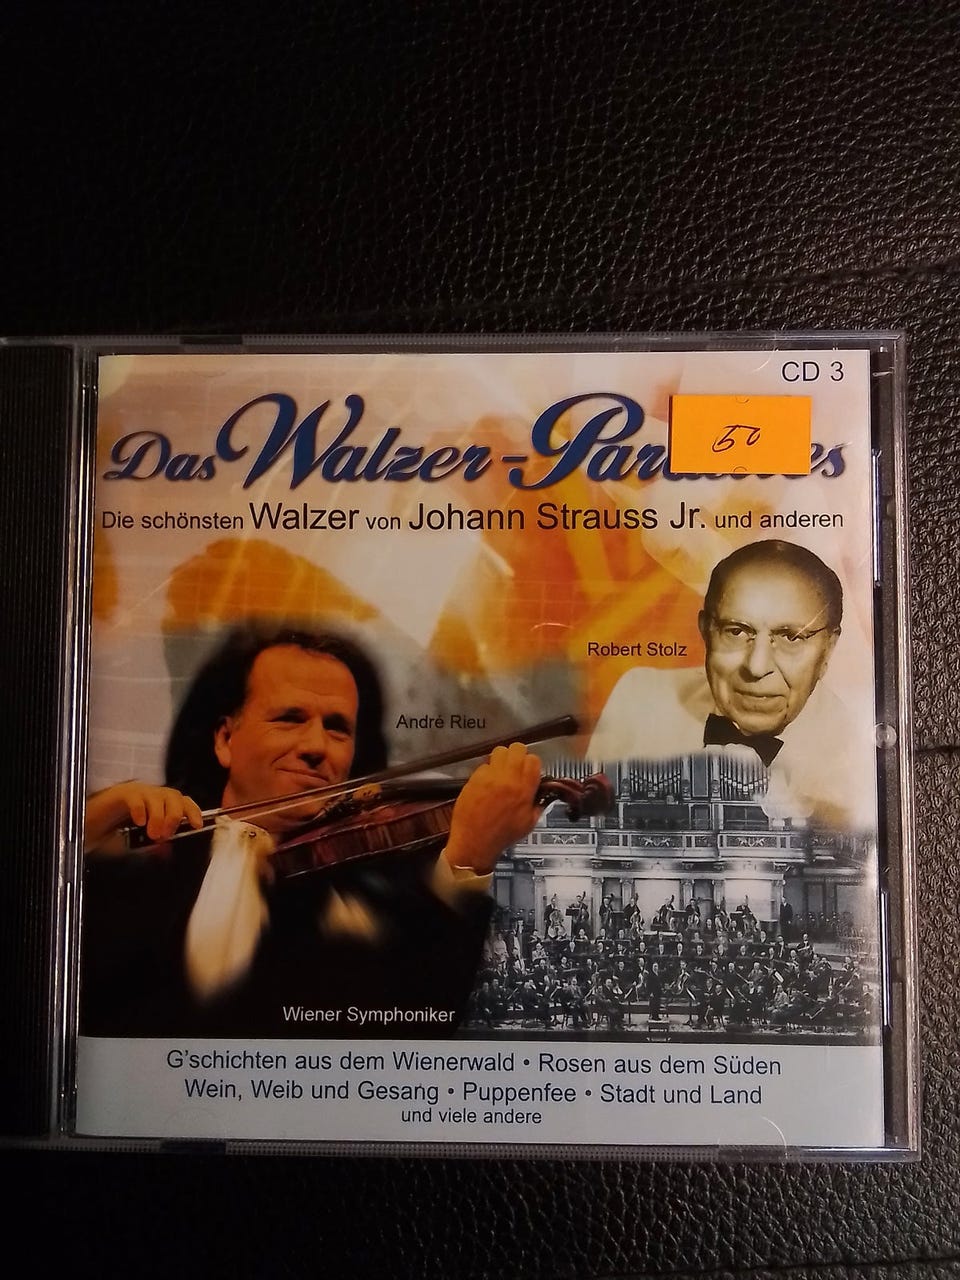 CD 3
Das Walzer-Par
50
Die schönsten Walzer von Johann Strauss Jr. und anderen
Robert Stolz
André Rieu
Wiener Symphoniker
G'schichten aus dem Wienerwald • Rosen aus dem Süden
Wein, Weib und Gesang • Puppenfee • Stadt und Land
und viele andere